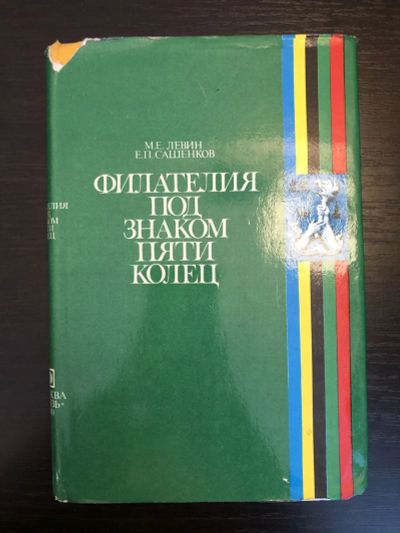 М.Е. ЛЕВИН
Е.П. САШЕНКОВ
ФИЛАТЕЛИЯ
ПОД
ЗНАКОМ
ПЯТИ
КОЛЕЦ